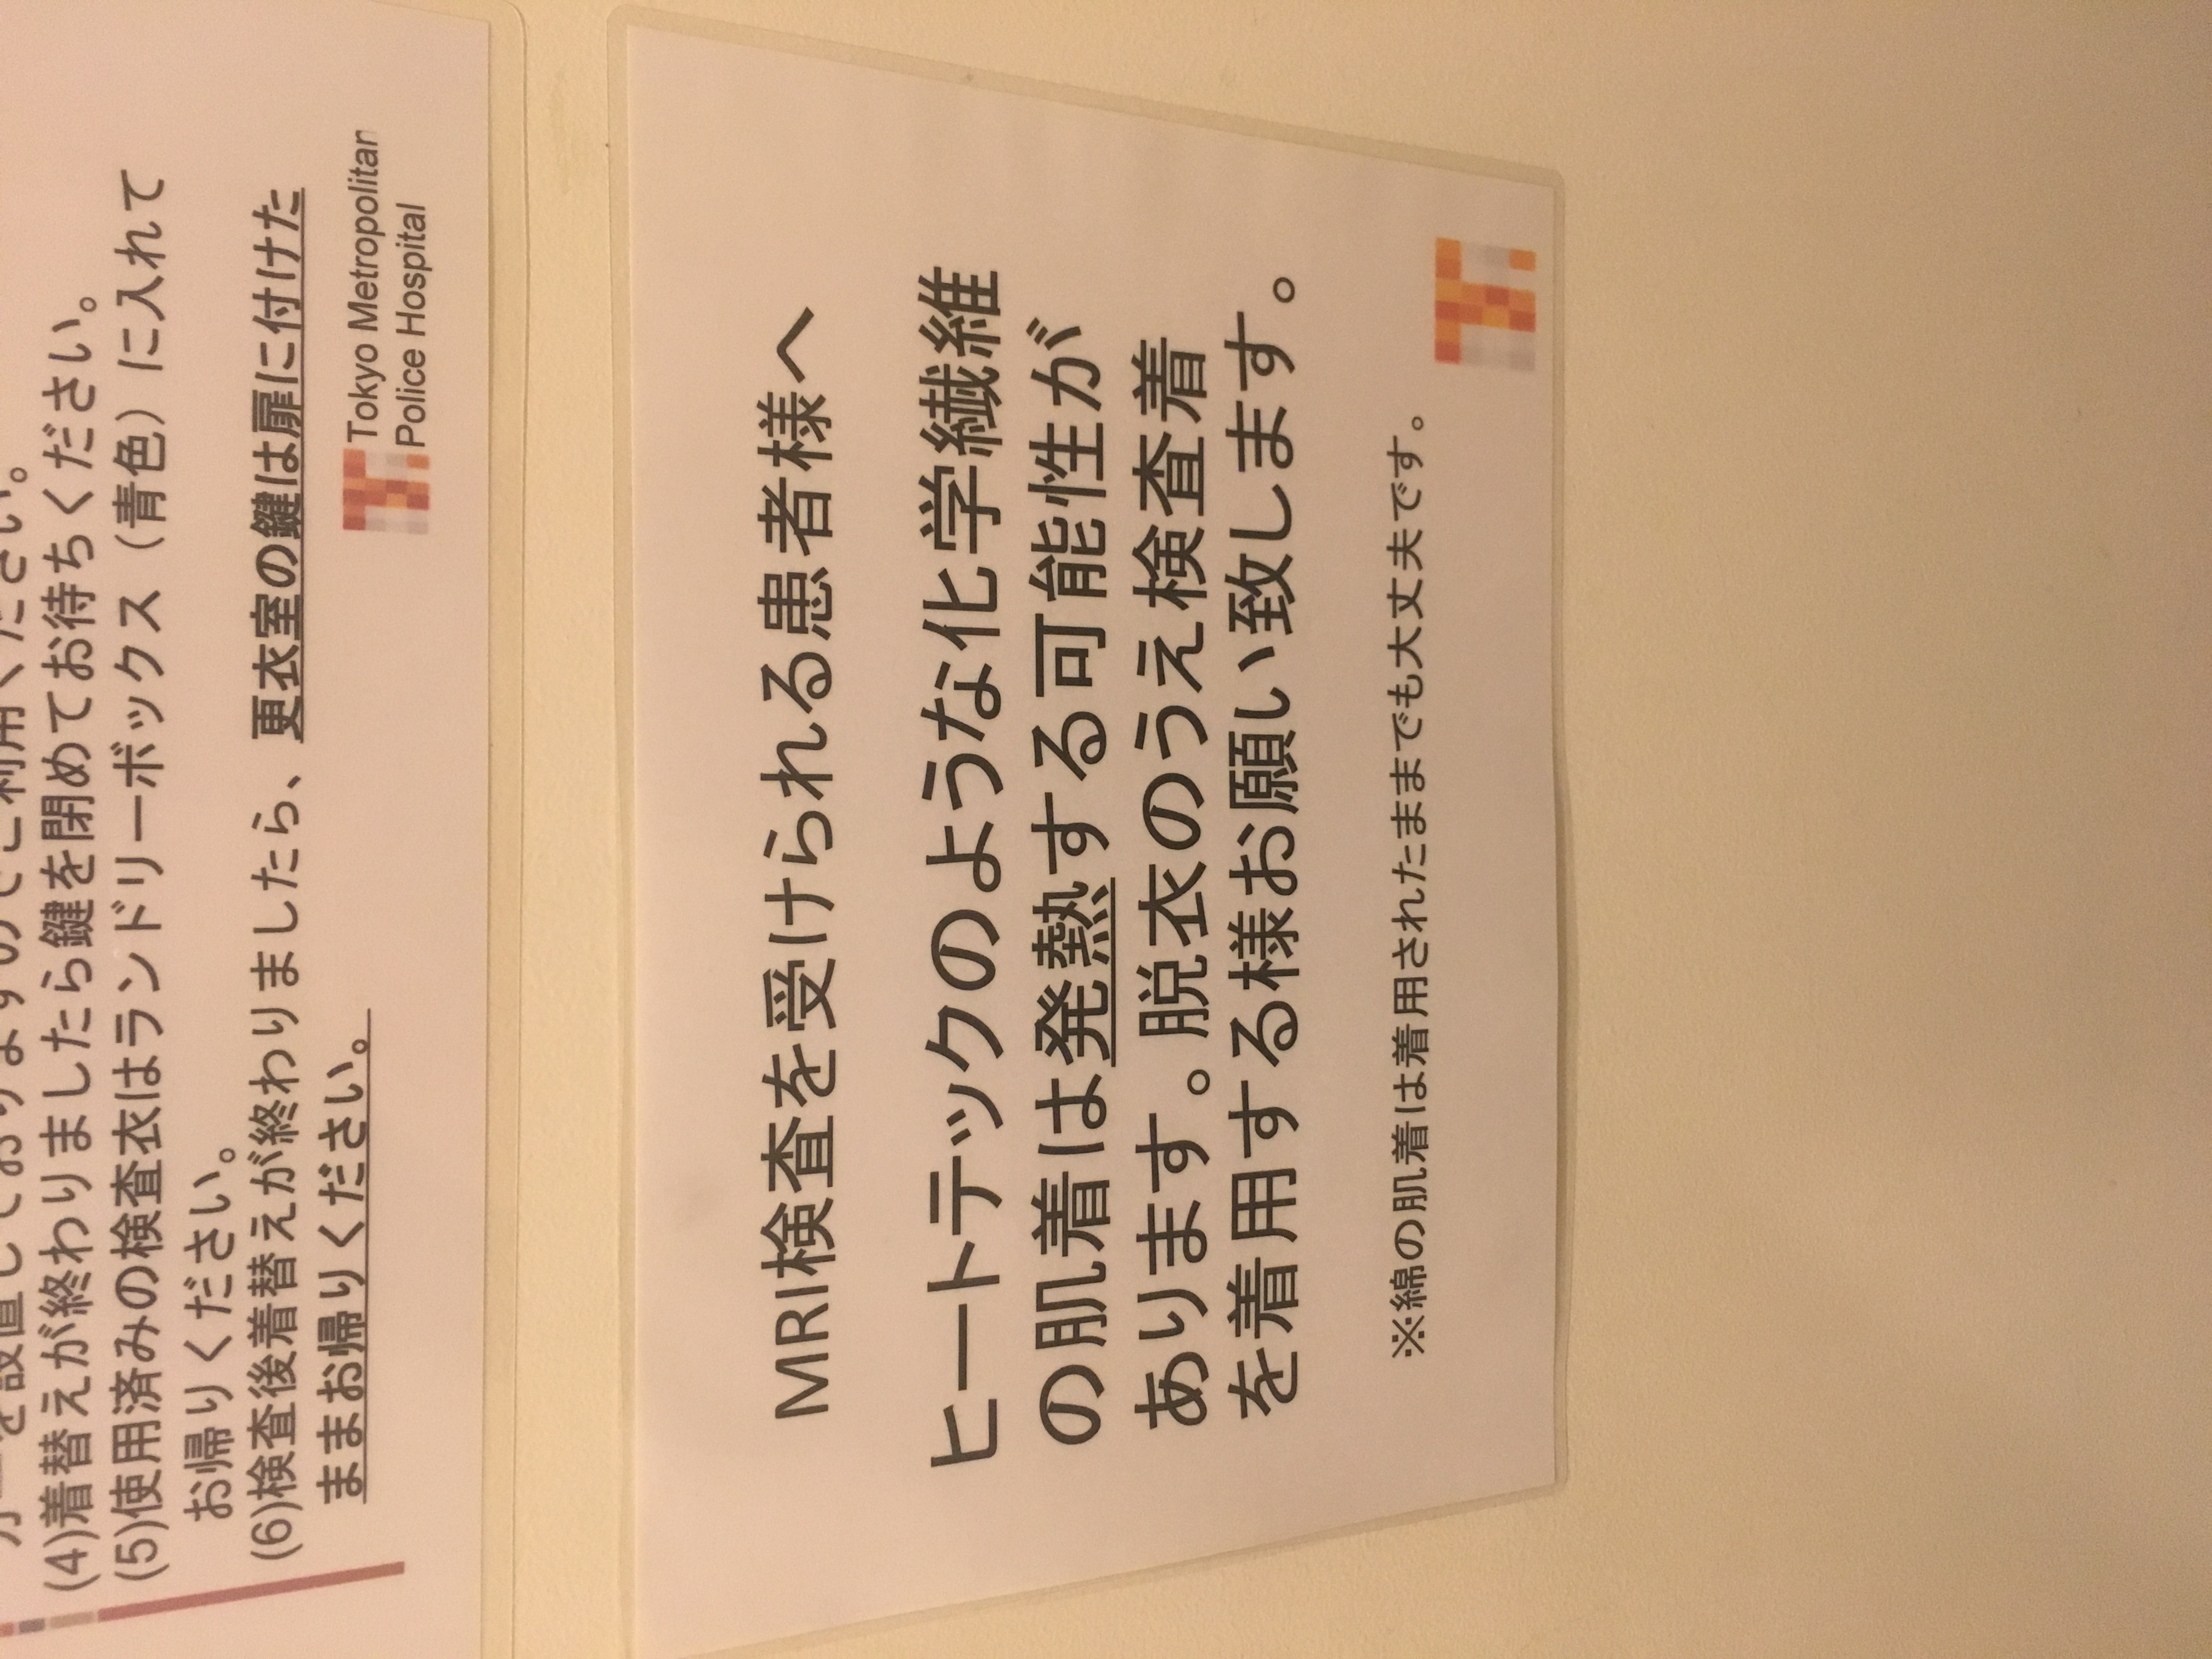 (4)着替えが終わりましたら鍵を閉めてお待ちください。
(5)使用済みの検査衣はランドリーボックス（青色）に入れて
お帰りください。
(6)検査後着替えが終わりましたら、更衣室の鍵は扉に付けた
ままお帰りください。
Tokyo Metropolitan
Police Hospital
MRI検査を受けられる患者様へ
ヒートテックのような化学繊維
の肌着は発熱する可能性が
あります。脱衣のうえ検査着
を着用する様お願い致します。
※綿の肌着は着用されたままでも大丈夫です。